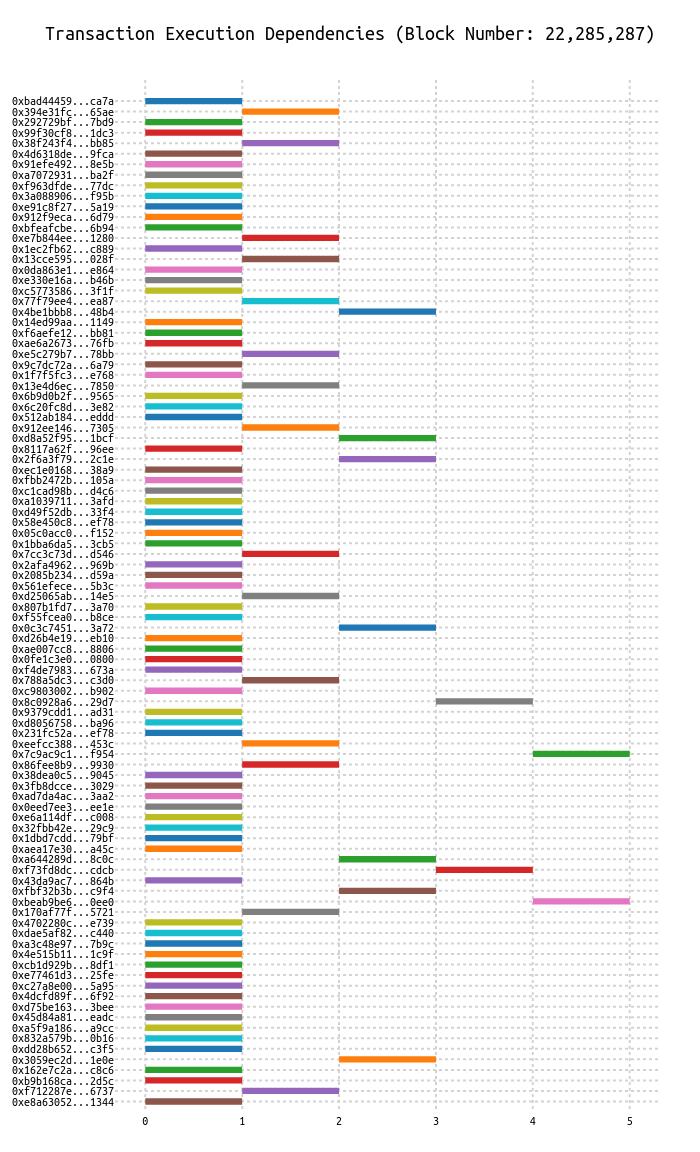 Transaction Execution Dependencies (Block Number: 22,285,287)
0xbad44459...ca7a
0x394e31fc...65ae
0x292729bf...7bd9
0x99f30cf8...1dc3
0x38f243f4...bb85
0x4d6318de...9fca
0x91efe492...8e5b
0xa7072931...ba2f
0xf963dfde...77dc
0x3a088906...f95b
0xe91c8f27...5a19
0x912f9eca...6d79
0xbfeafcbe...6b94
0xe7b844ee...1280
0x1ec2fb62...c889
0x13cce595...028f
0x0da863e1...e864
0xe330e16a...b46b
0xc5773586...3f1f
0x77f79ee4...ea87
0x4be1bbb8...48b4
0x14ed99aa...1149
0xf6aefe12...bb81
0xae6a2673...76fb
0xe5c279b7...78bb
0x9c7dc72a...6a79
0x1f7f5fc3...e768
0x13e4d6ec...7850
0x6b9d0b2f...9565
0x6c20fc8d...3e82
0x512ab184...eddd
0x912ee146...7305
0xd8a52f95...1bcf
0x8117a62f...96ee
0x2f6a3f79...2c1e
0xec1e0168...38a9
0xfbb2472b...105a
0xc1cad98b...d4c6
0xa1039711...3afd
0xd49f52db...33f4
0x58e450c8...ef78
0x05c0acc0...f152
0x1bba6da5...3cb5
0x7cc3c73d...d546
0x2afa4962...969b
0x2085b234...d59a
0x561efece...5b3c
0xd25065ab...14e5
0x807b1fd7...3a70
0xf55fcea0...b8ce
0x0c3c7451...3a72
0xd26b4e19...eb10
0xae007cc8...8806
0x0fe1c3e0...0800
0xf4de7983...673a
0x788a5dc3...c3d0
0xc9803002...b902
0x8c0928a6...29d7
0x9379cdd1...ad31
0xd8056758...ba96
0x231fc52a...ef78
0xeefcc388...453c
0x7c9ac9c1...f954
0x86fee8b9...9930
0x38dea0c5...9045
0x3fb8dcce...3029
0xad7da4ac...3aa2
0x0eed7ee3...ee1e
0xe6a114df...c008
0x32fbb42e...29c9
0x1dbd7cdd...79bf
0xaea17e30...a45c
0xa644289d...8c0c
0xf73fd8dc...cdcb
0x43da9ac7...864b
0xfbf32b3b...c9f4
0xbeab9be6...0ee0
0x170af77f...5721
0x4702280c...e739
0xdae5af82...c440
0xa3c48e97...7b9c
0x4e515b11...1c9f
0xcb1d929b...8df1
0xe77461d3...25fe
0xc27a8e00...5a95
0x4dcfd89f...6f92
0xd75be163...3bee
0x45d84a81...eadc
0xa5f9a186...a9cc
0x832a579b...0b16
0xdd28b652...c3f5
0x3059ec2d...1e0e
0x162e7c2a...c8c6
0xb9b168ca...2d5c
0xf712287e...6737
0xe8a63052...1344
0 1 2 3 4 5